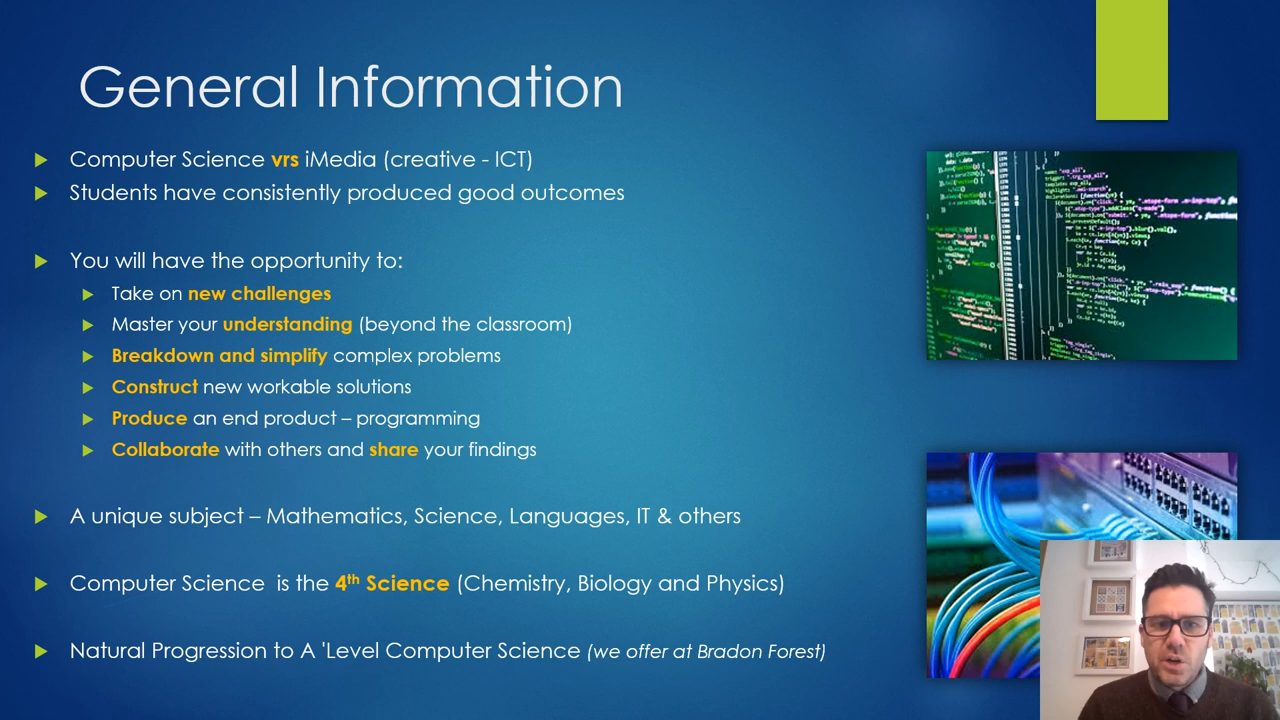 General Information
Computer Science vrs iMedia (creative - ICT)
Students have consistently produced good outcomes
You will have the opportunity to:
Take on new challenges
Master your understanding (beyond the classroom)
Breakdown and simplify complex problems
Construct new workable solutions
Produce an end product – programming
Collaborate with others and share your findings
A unique subject – Mathematics, Science, Languages, IT & others
Computer Science is the 4th Science (Chemistry, Biology and Physics)
Natural Progression to A 'Level Computer Science (we offer at Bradon Forest)